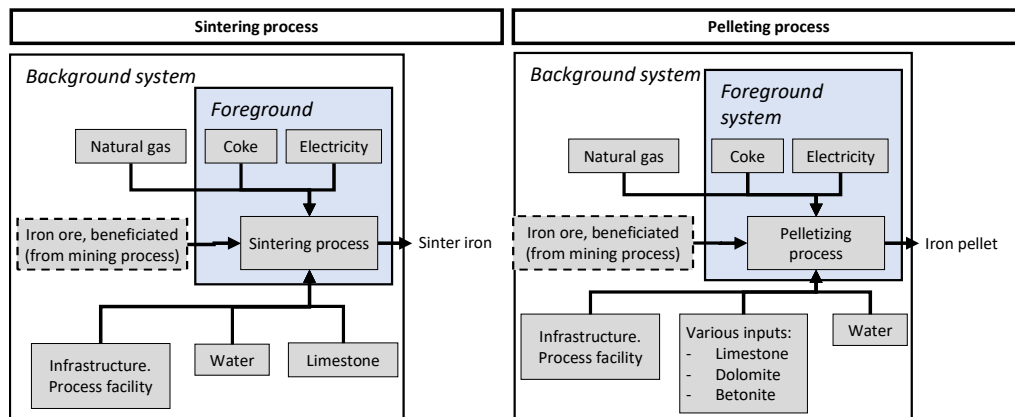 Sintering process
Background system
Foreground
Natural gas
Coke
Electricity
Iron ore, beneficiated
(from mining process)
Sintering process
Sinter iron
Infrastructure.
Process facility
Water
Limestone
Pelleting process
Background system
Foreground
system
Natural gas
Coke
Electricity
Iron ore, beneficiated
(from mining process)
Pelletizing
process
Iron pellet
Infrastructure.
Process facility
Various inputs:
- Limestone
- Dolomite
- Betonite
Water